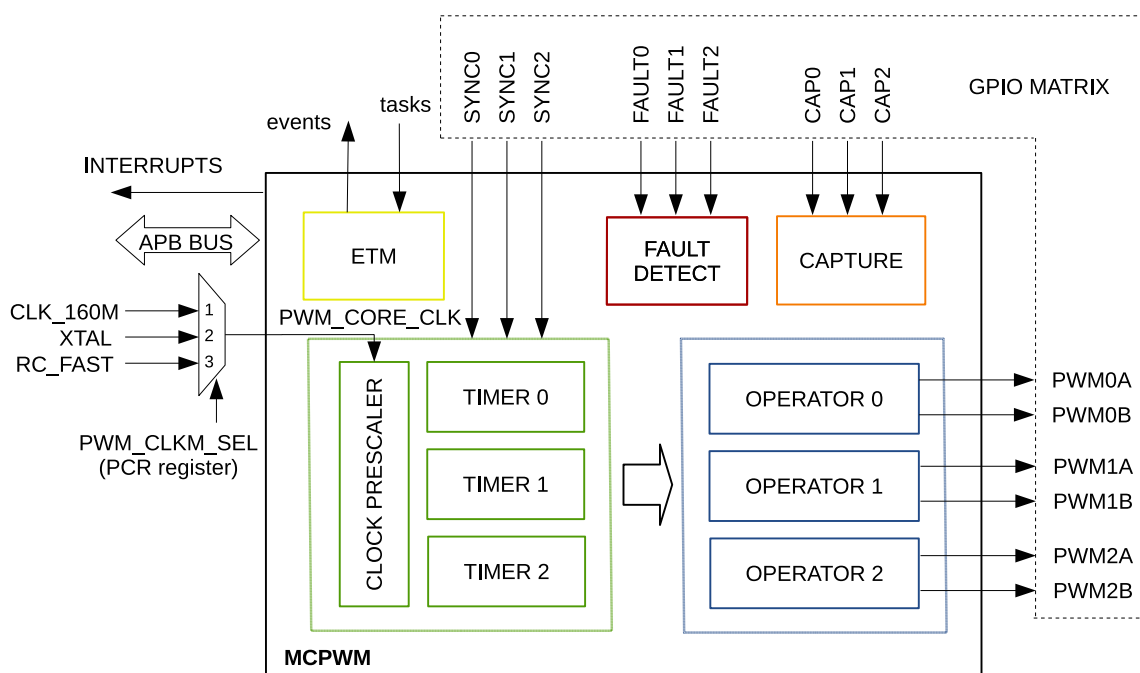 GPIO MATRIX
SYNC0
SYNC1
SYNC2
FAULT0
FAULT1
FAULT2
CAP0
CAP1
CAP2
events
tasks
INTERRUPTS
APB BUS
ETM
FAULT
DETECT
CAPTURE
CLK_160M
XTAL
RC_FAST
1
2
3
PWM_CORE_CLK
PWM_CLKM_SEL
(PCR register)
CLOCK PRESCALER
TIMER 0
TIMER 1
TIMER 2
OPERATOR 0
OPERATOR 1
OPERATOR 2
PWM0A
PWM0B
PWM1A
PWM1B
PWM2A
PWM2B
MCPWM